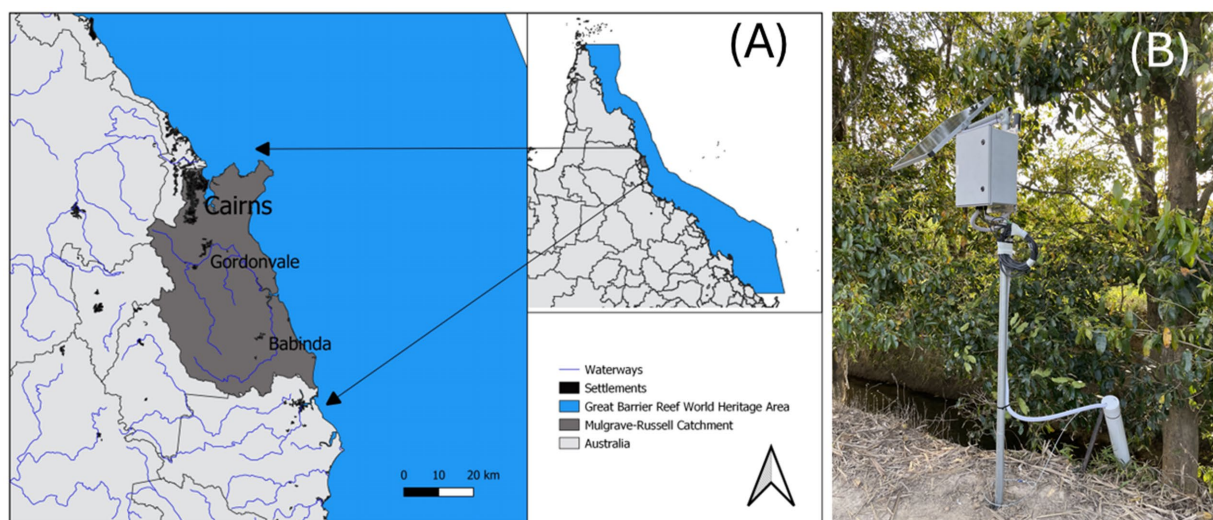 (A)
(B)
Cairns
Gordonvale
Babinda
Waterways
Settlements
Great Barrier Reef World Heritage Area
Mulgrave-Russell Catchment
Australia
0 10 20 km